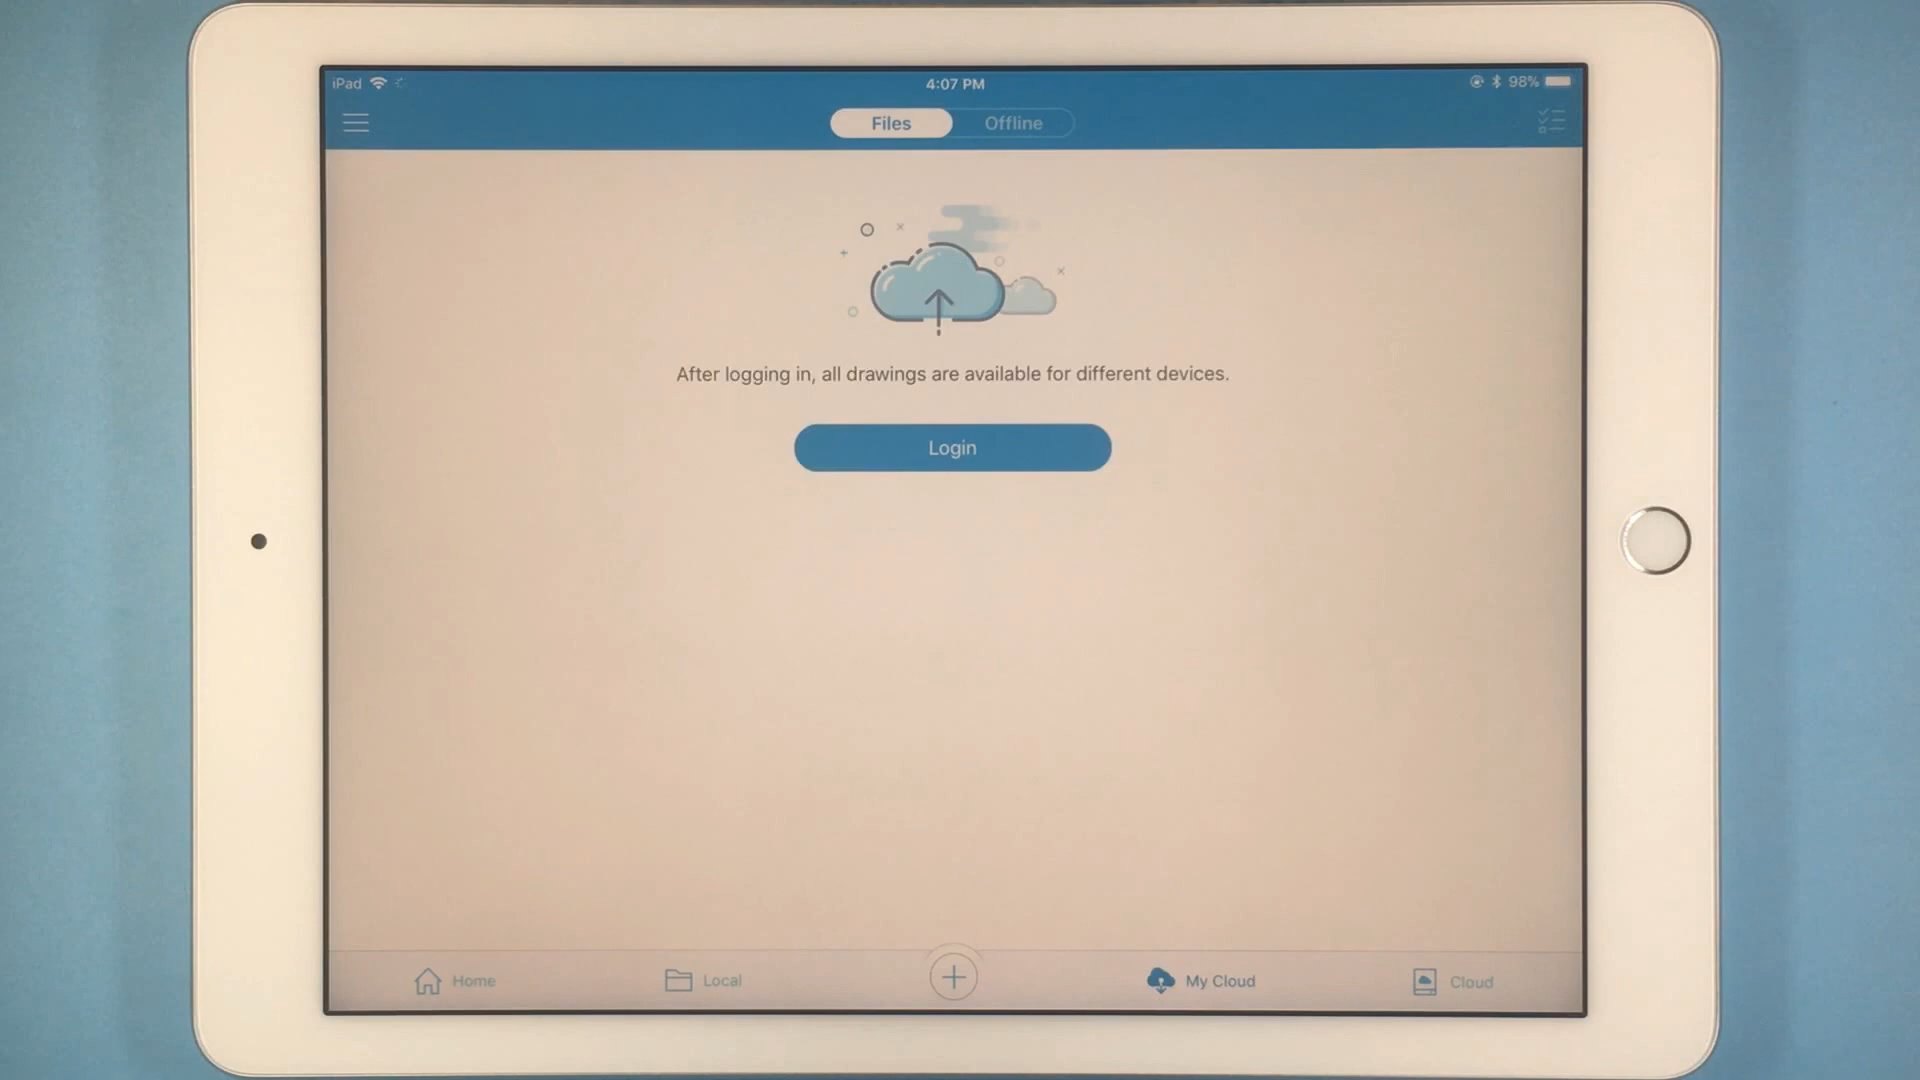 iPad
4:07 PM
98%
Files
Offline
After logging in, all drawings are available for different devices.
Login
Home
Local
My Cloud
Cloud